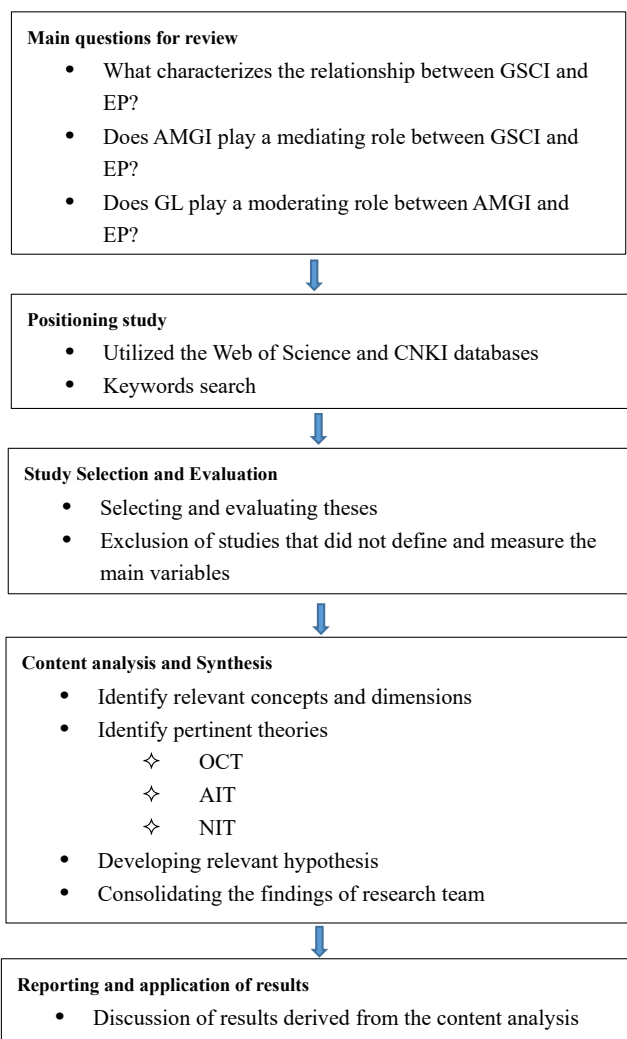 Main questions for review
• What characterizes the relationship between GSCI and
EP?
• Does AMGI play a mediating role between GSCI and
EP?
• Does GL play a moderating role between AMGI and
EP?
Positioning study
• Utilized the Web of Science and CNKI databases
• Keywords search
Study Selection and Evaluation
• Selecting and evaluating theses
• Exclusion of studies that did not define and measure the
main variables
Content analysis and Synthesis
• Identify relevant concepts and dimensions
• Identify pertinent theories
✧ OCT
✧ AIT
✧ NIT
• Developing relevant hypothesis
• Consolidating the findings of research team
Reporting and application of results
• Discussion of results derived from the content analysis